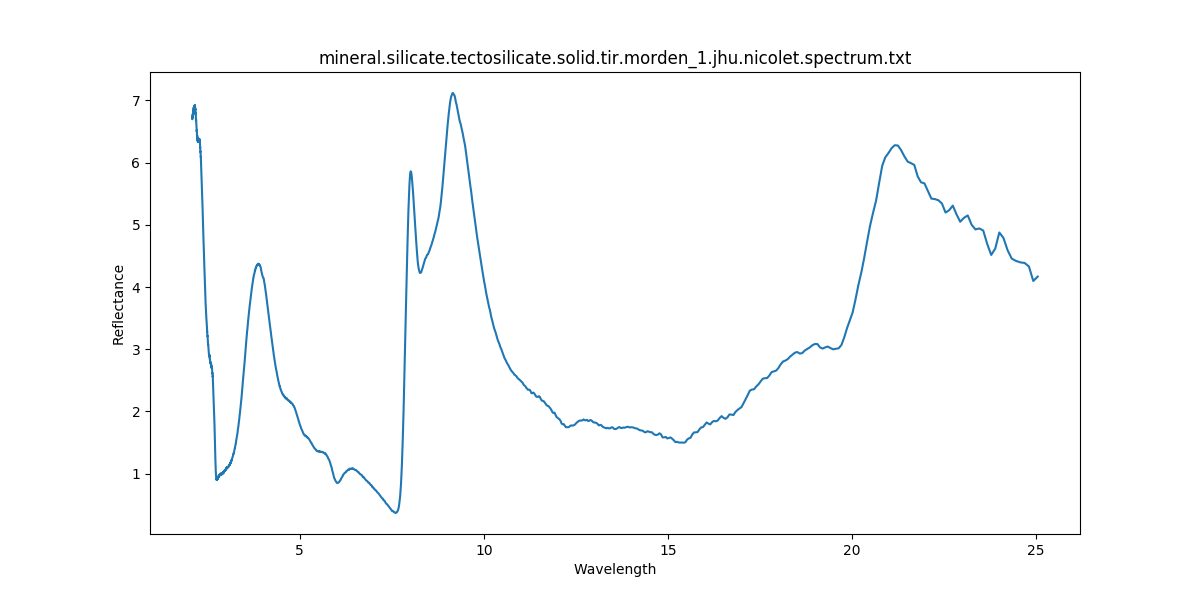 mineral.silicate.tectosilicate.solid.tir.morden_1.jhu.nicolet.spectrum.txt
7
6
5
4
3
2
1
Reflectance
5 10 15 20 25
Wavelength